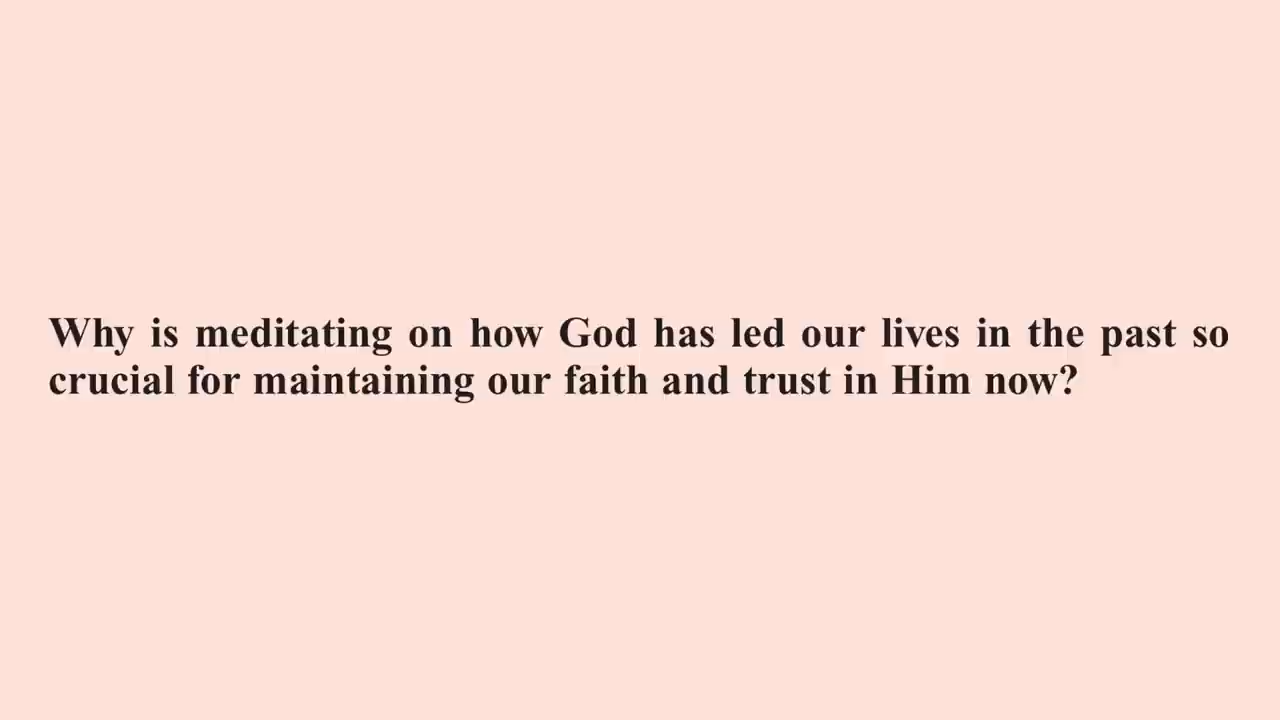 Why is meditating on how God has led our lives in the past so
crucial for maintaining our faith and trust in Him now?